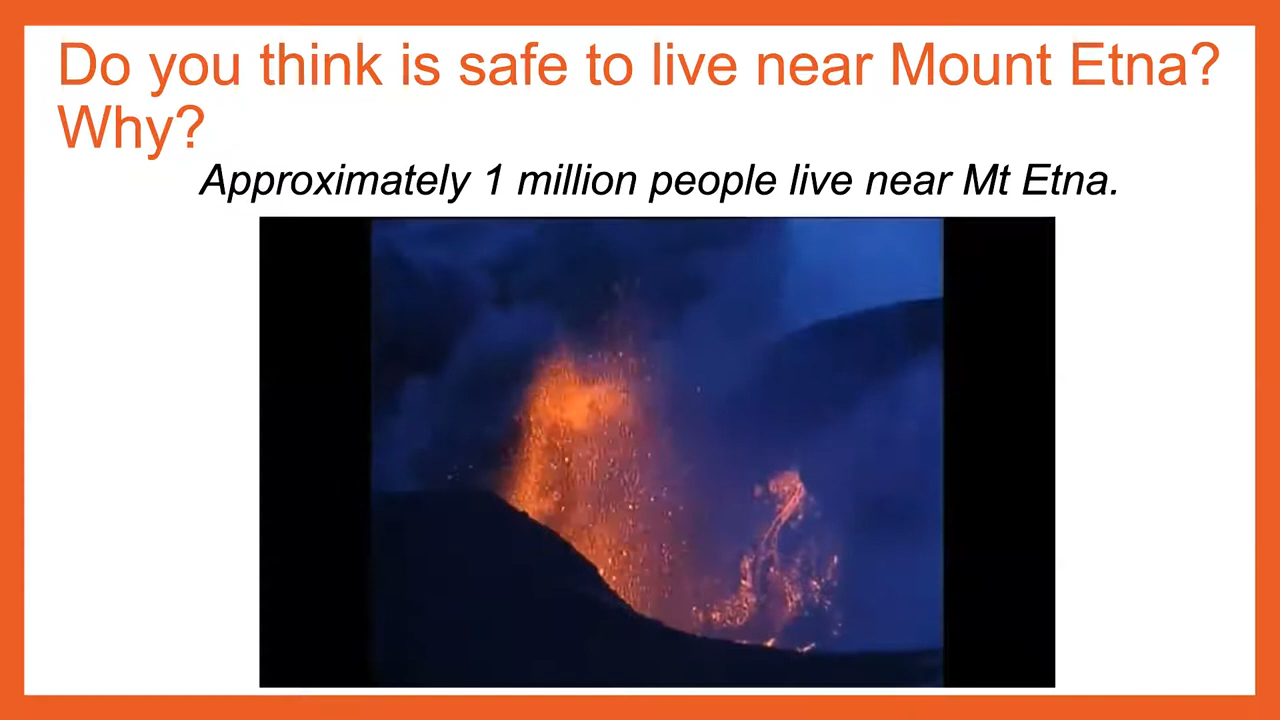 Do you think is safe to live near Mount Etna?
Why?
Approximately 1 million people live near Mt Etna.